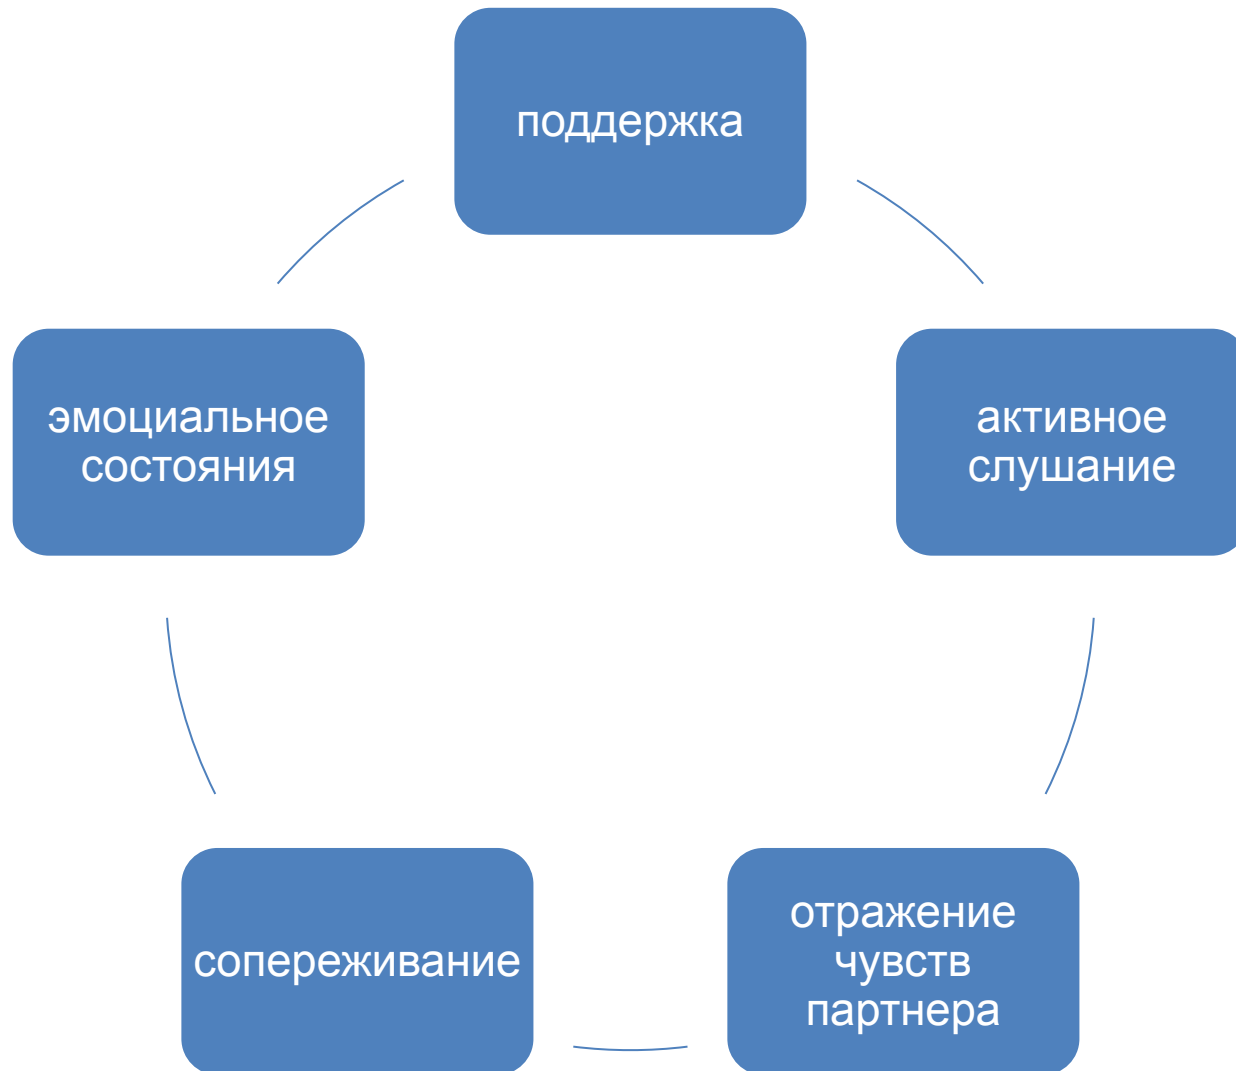 поддержка
активное
слушание
отражение
чувств
партнера
сопереживание
эмоциальное
состояния